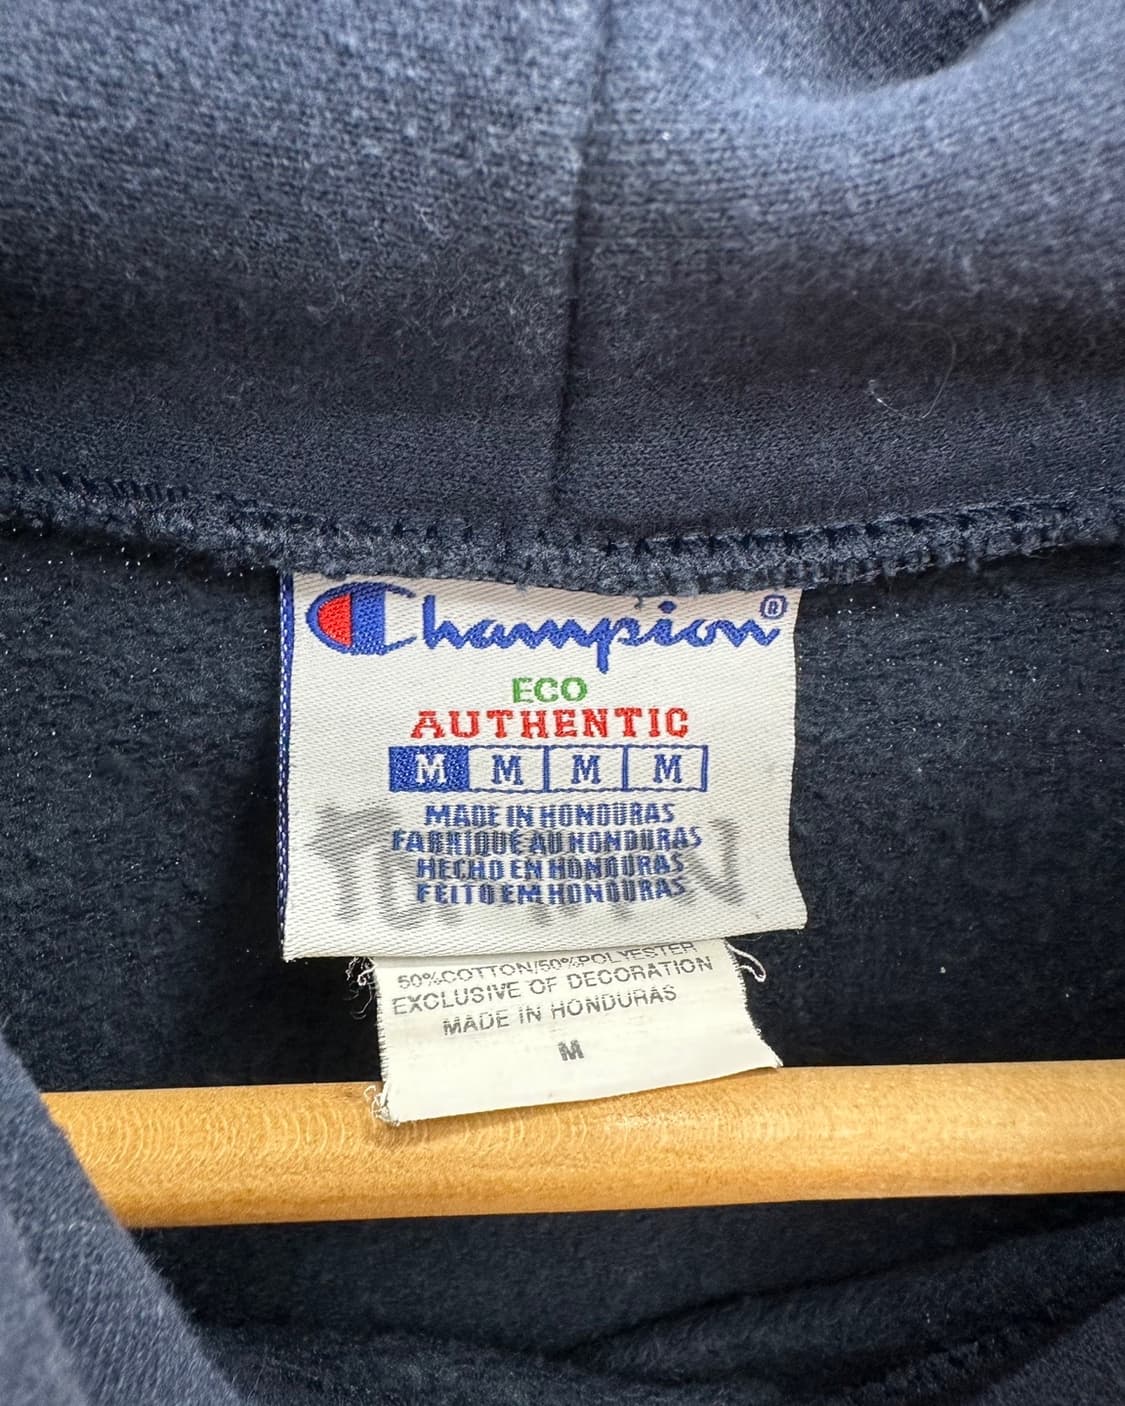 Champion®
ECO
AUTHENTIC
M M M M
MADE IN HONDURAS
FABRIQUÉ AU HONDURAS
HECHO EN HONDURAS
FEITO EM HONDURAS
50%COTTON/50%POLYESTER
EXCLUSIVE OF DECORATION
MADE IN HONDURAS
M